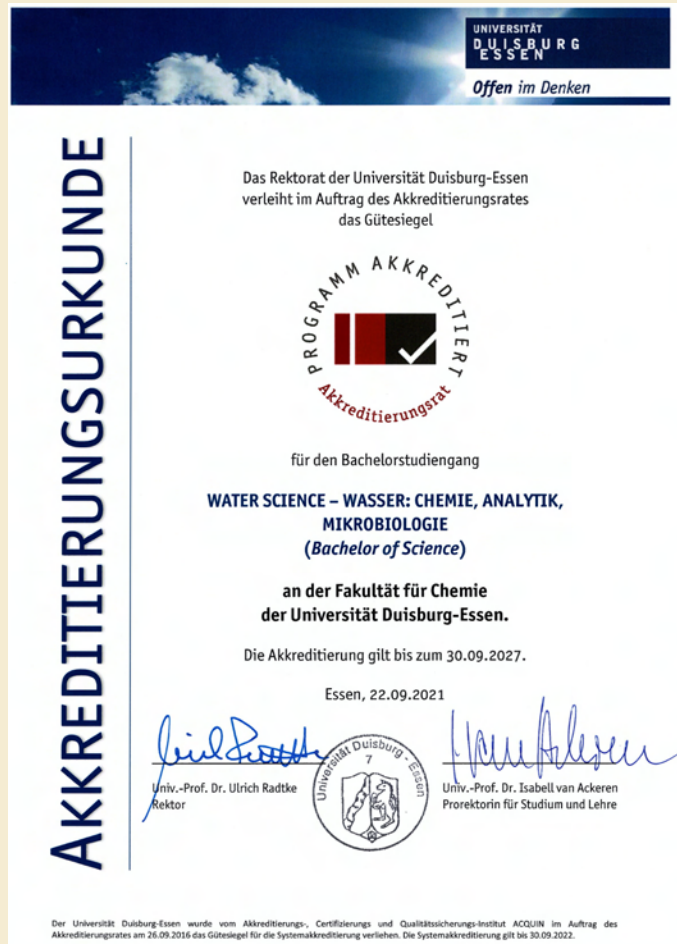 UNIVERSITÄT
DUISBURG
ESSEN
Offen im Denken
AKKREDITIERUNGSURKUNDE
Das Rektorat der Universität Duisburg-Essen
verleiht im Auftrag des Akkreditierungsrates
das Gütesiegel
PROGRAMM AKKREDITIERT
Akkreditierungsrat
für den Bachelorstudiengang
WATER SCIENCE – WASSER: CHEMIE, ANALYTIK,
MIKROBIOLOGIE
(Bachelor of Science)
an der Fakultät für Chemie
der Universität Duisburg-Essen.
Die Akkreditierung gilt bis zum 30.09.2027.
Essen, 22.09.2021
Universität Duisburg - Essen
7
Univ.-Prof. Dr. Ulrich Radtke
Rektor
Univ.-Prof. Dr. Isabell van Ackeren
Prorektorin für Studium und Lehre
Der Universität Duisburg-Essen wurde vom Akkreditierungs-, Certifizierungs und Qualitätssicherungs-Institut ACQUIN im Auftrag des
Akkreditierungsrates am 26.09.2016 das Gütesiegel für die Systemakkreditierung verliehen. Die Systemakkreditierung gilt bis 30.09.2022.